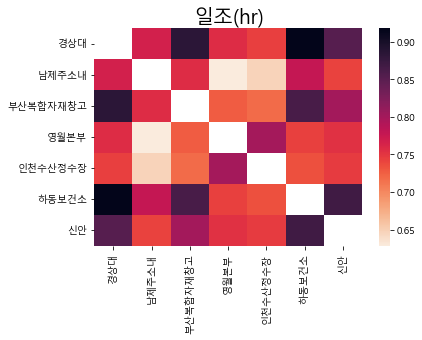 일조(hr)
경상대
남제주소내
부산복합자재창고
영월본부
인천수산정수장
하동보건소
신안
경상대
남제주소내
부산복합자재창고
영월본부
인천수산정수장
하동보건소
신안
0.90
0.85
0.80
0.75
0.70
0.65